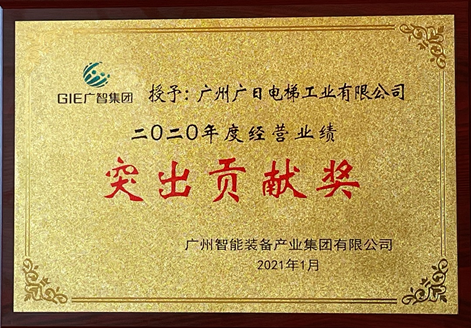 GIE广智集团 授予:广州广日电梯工业有限公司
二〇二〇年度经营业绩
突出贡献奖
广州智能装备产业集团有限公司
2021年1月